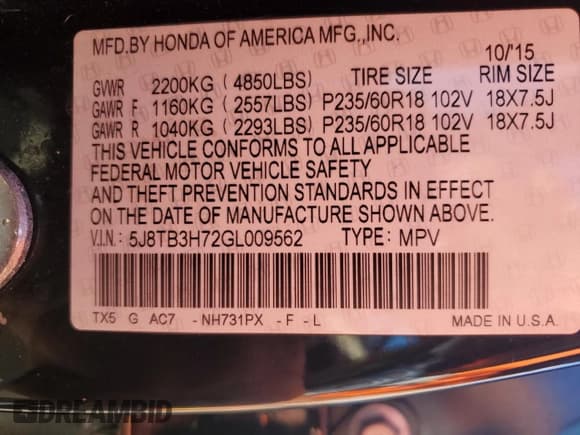 MFD.BY HONDA OF AMERICA MFG.,INC.
10/'15
GVWR 2200KG (4850LBS) TIRE SIZE RIM SIZE
GAWR F 1160KG (2557LBS) P235/60R18 102V 18X7.5J
GAWR R 1040KG (2293LBS) P235/60R18 102V 18X7.5J
THIS VEHICLE CONFORMS TO ALL APPLICABLE
FEDERAL MOTOR VEHICLE SAFETY
AND THEFT PREVENTION STANDARDS IN EFFECT
ON THE DATE OF MANUFACTURE SHOWN ABOVE.
V.I.N.: 5J8TB3H72GL009562 TYPE: MPV
TX5 G AC7 -NH731PX -F -L MADE IN U.S.A.
DREAMBID